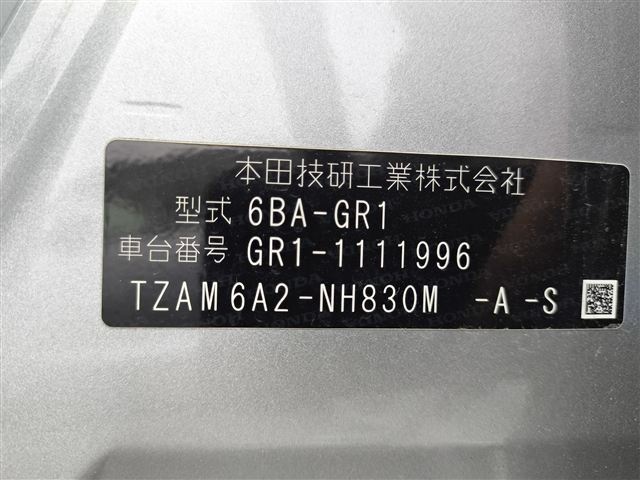 本田技研工業株式会社
型式 6BA-GR1
車台番号 GR1-1111996
TZAM6A2-NH830M -A-S